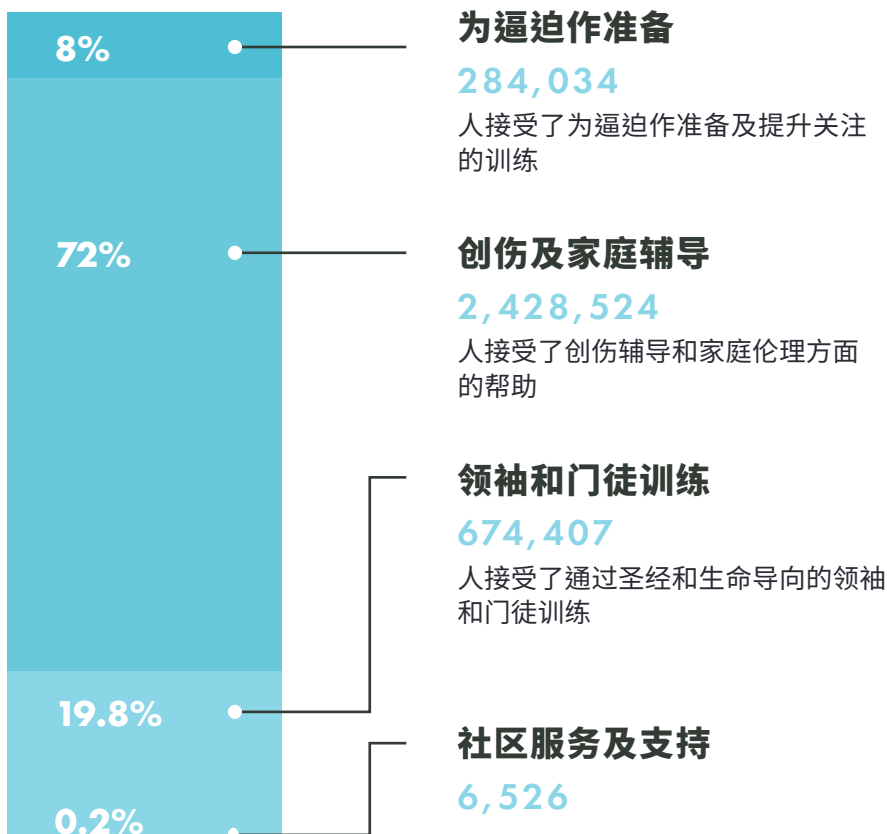 8%
为逼迫作准备
284,034
人接受了为逼迫作准备及提升关注
的训练
72%
创伤及家庭辅导
2,428,524
人接受了创伤辅导和家庭伦理方面
的帮助
领袖和门徒训练
674,407
人接受了通过圣经和生命导向的领袖
和门徒训练
19.8%
社区服务及支持
6,526
0.2%